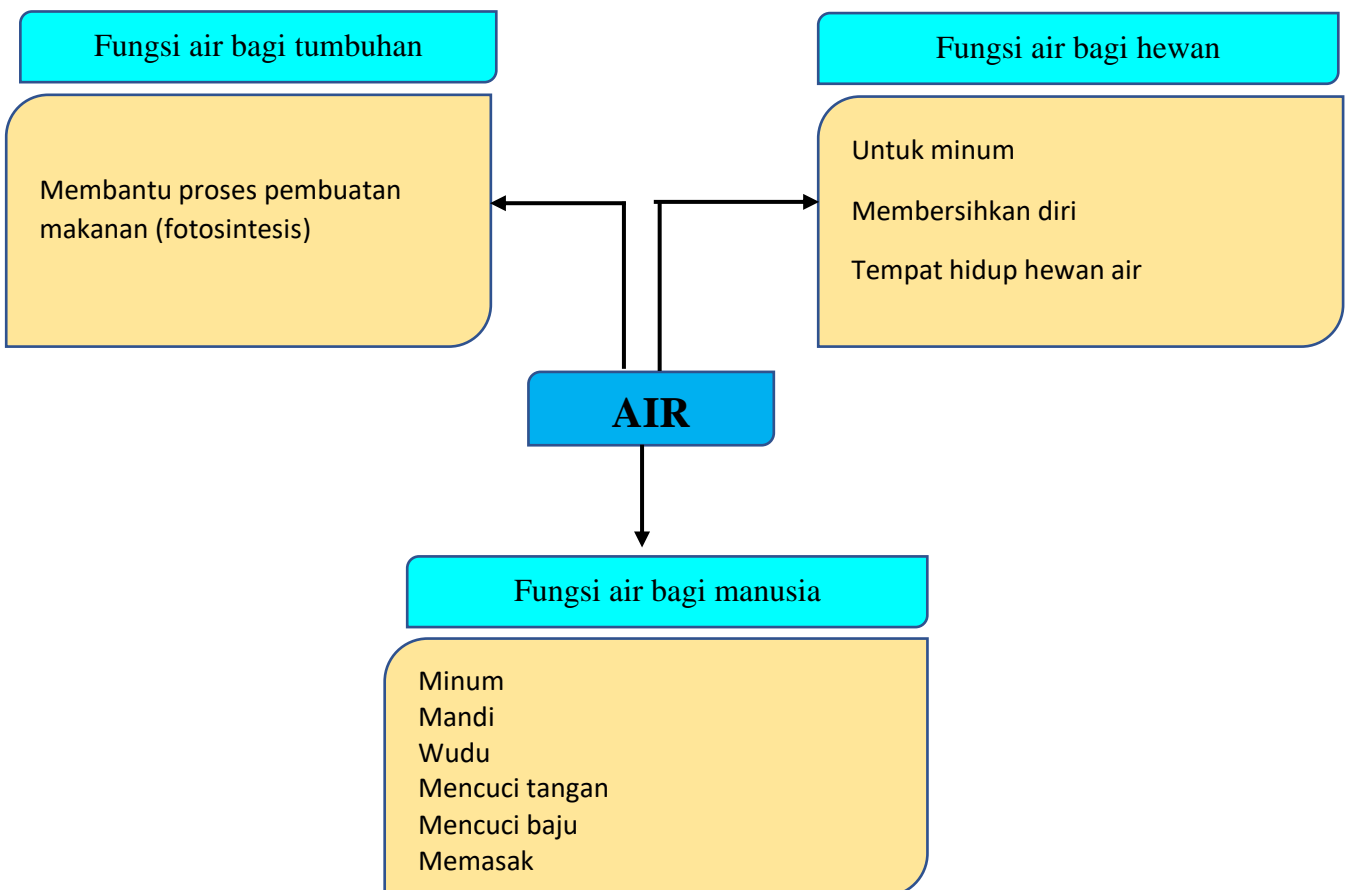 Fungsi air bagi tumbuhan
Membantu proses pembuatan
makanan (fotosintesis)
Fungsi air bagi hewan
Untuk minum
Membersihkan diri
Tempat hidup hewan air
AIR
Fungsi air bagi manusia
Minum
Mandi
Wudu
Mencuci tangan
Mencuci baju
Memasak